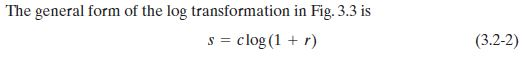 The general form of the log transformation in Fig. 3.3 is
s = c log (1 + r) (3.2-2)